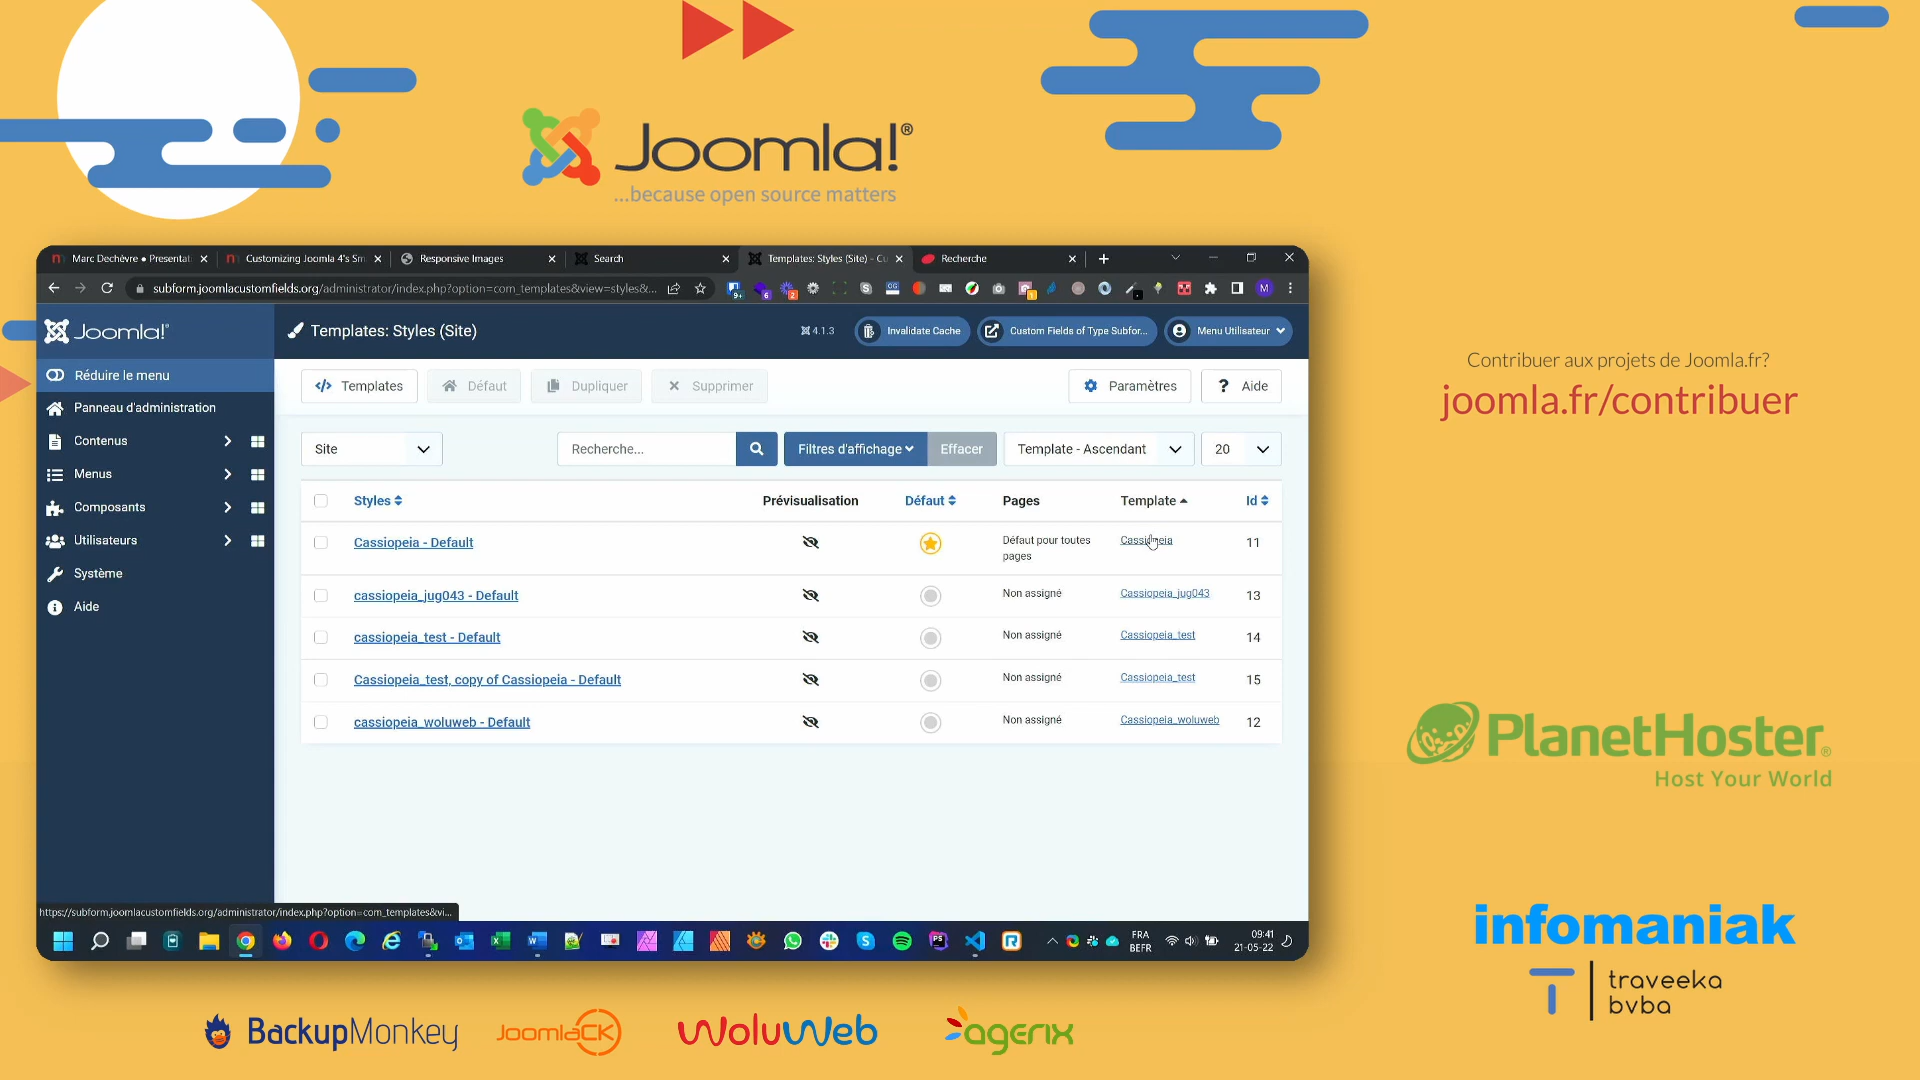 Joomla!®
...because open source matters
Marc Dechèvre • Presentat
Customizing Joomla 4's Sm
Responsive Images
Search
Templates: Styles (Site) - Cu
Recherche
subform.joomlacustomfields.org/administrator/index.php?option=com_templates&view=styles&...
Joomla!
Templates: Styles (Site)
4.1.3
Invalidate Cache
Custom Fields of Type Subfor...
Menu Utilisateur
Réduire le menu
Panneau d'administration
Contenus
Menus
Composants
Utilisateurs
Système
Aide
Templates
Défaut
Dupliquer
Supprimer
Paramètres
Aide
Site
Recherche...
Filtres d'affichage
Effacer
Template - Ascendant
20
Styles
Prévisualisation
Défaut
Pages
Template
Id
Cassiopeia - Default
Défaut pour toutes
pages
Cassiopeia
11
cassiopeia_jug043 - Default
Non assigné
Cassiopeia_jug043
13
cassiopeia_test - Default
Non assigné
Cassiopeia_test
14
Cassiopeia_test, copy of Cassiopeia - Default
Non assigné
Cassiopeia_test
15
cassiopeia_woluweb - Default
Non assigné
Cassiopeia_woluweb
12
https://subform.joomlacustomfields.org/administrator/index.php?option=com_templates&vi...
FRA
BEFR
09:41
21-05-22
Contribuer aux projets de Joomla.fr?
joomla.fr/contribuer
PlanetHoster®
Host Your World
infomaniak
traveeka
bvba
BackupMonkey
JoomlaCK
WoluWeb
agerix